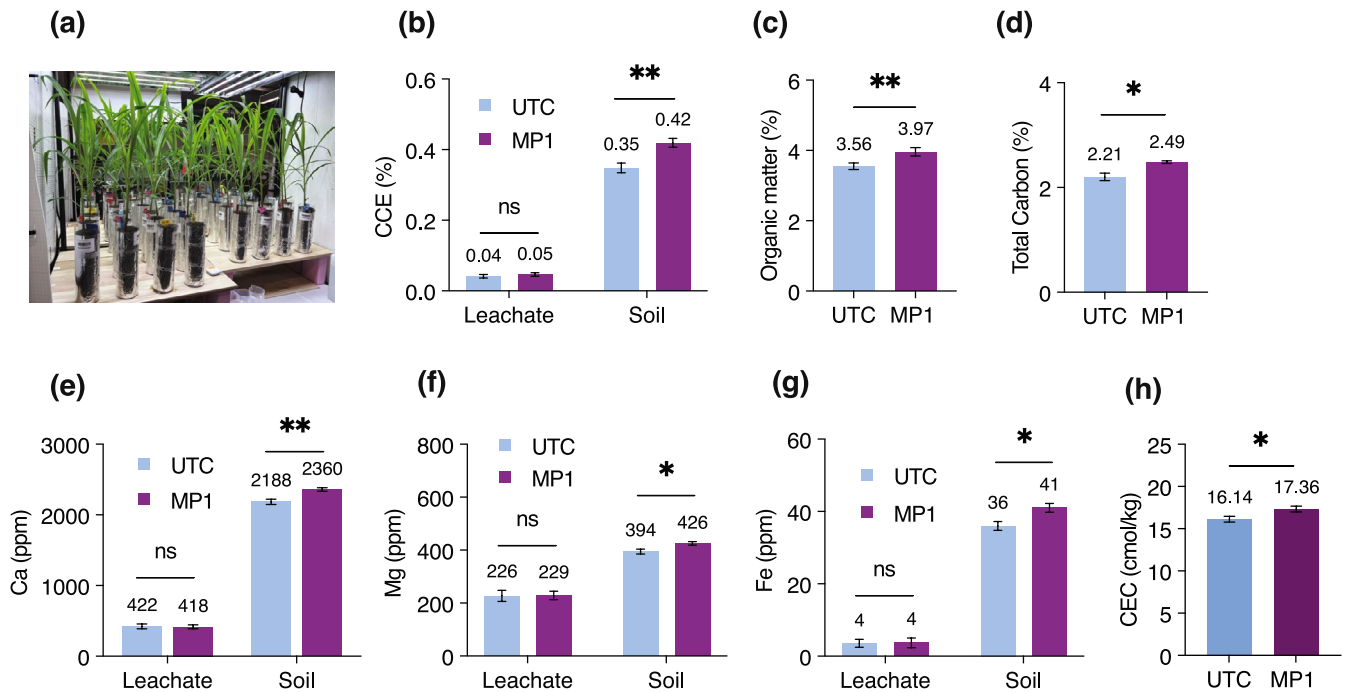 (a)
(b)
CCE (%)
0.6
0.4
0.2
0.0
UTC
MP1
ns
0.04
0.05
**
0.35
0.42
Leachate
Soil
(c)
Organic matter (%)
6
4
2
0
**
3.56
3.97
UTC
MP1
(d)
Total Carbon (%)
4
2
0
*
2.21
2.49
UTC
MP1
(e)
Ca (ppm)
3000
2000
1000
0
UTC
MP1
ns
422
418
**
2188
2360
Leachate
Soil
(f)
Mg (ppm)
800
600
400
200
0
UTC
MP1
ns
226
229
*
394
426
Leachate
Soil
(g)
Fe (ppm)
60
40
20
0
UTC
MP1
ns
4
4
*
36
41
Leachate
Soil
(h)
CEC (cmol/kg)
25
20
15
10
5
0
*
16.14
17.36
UTC
MP1